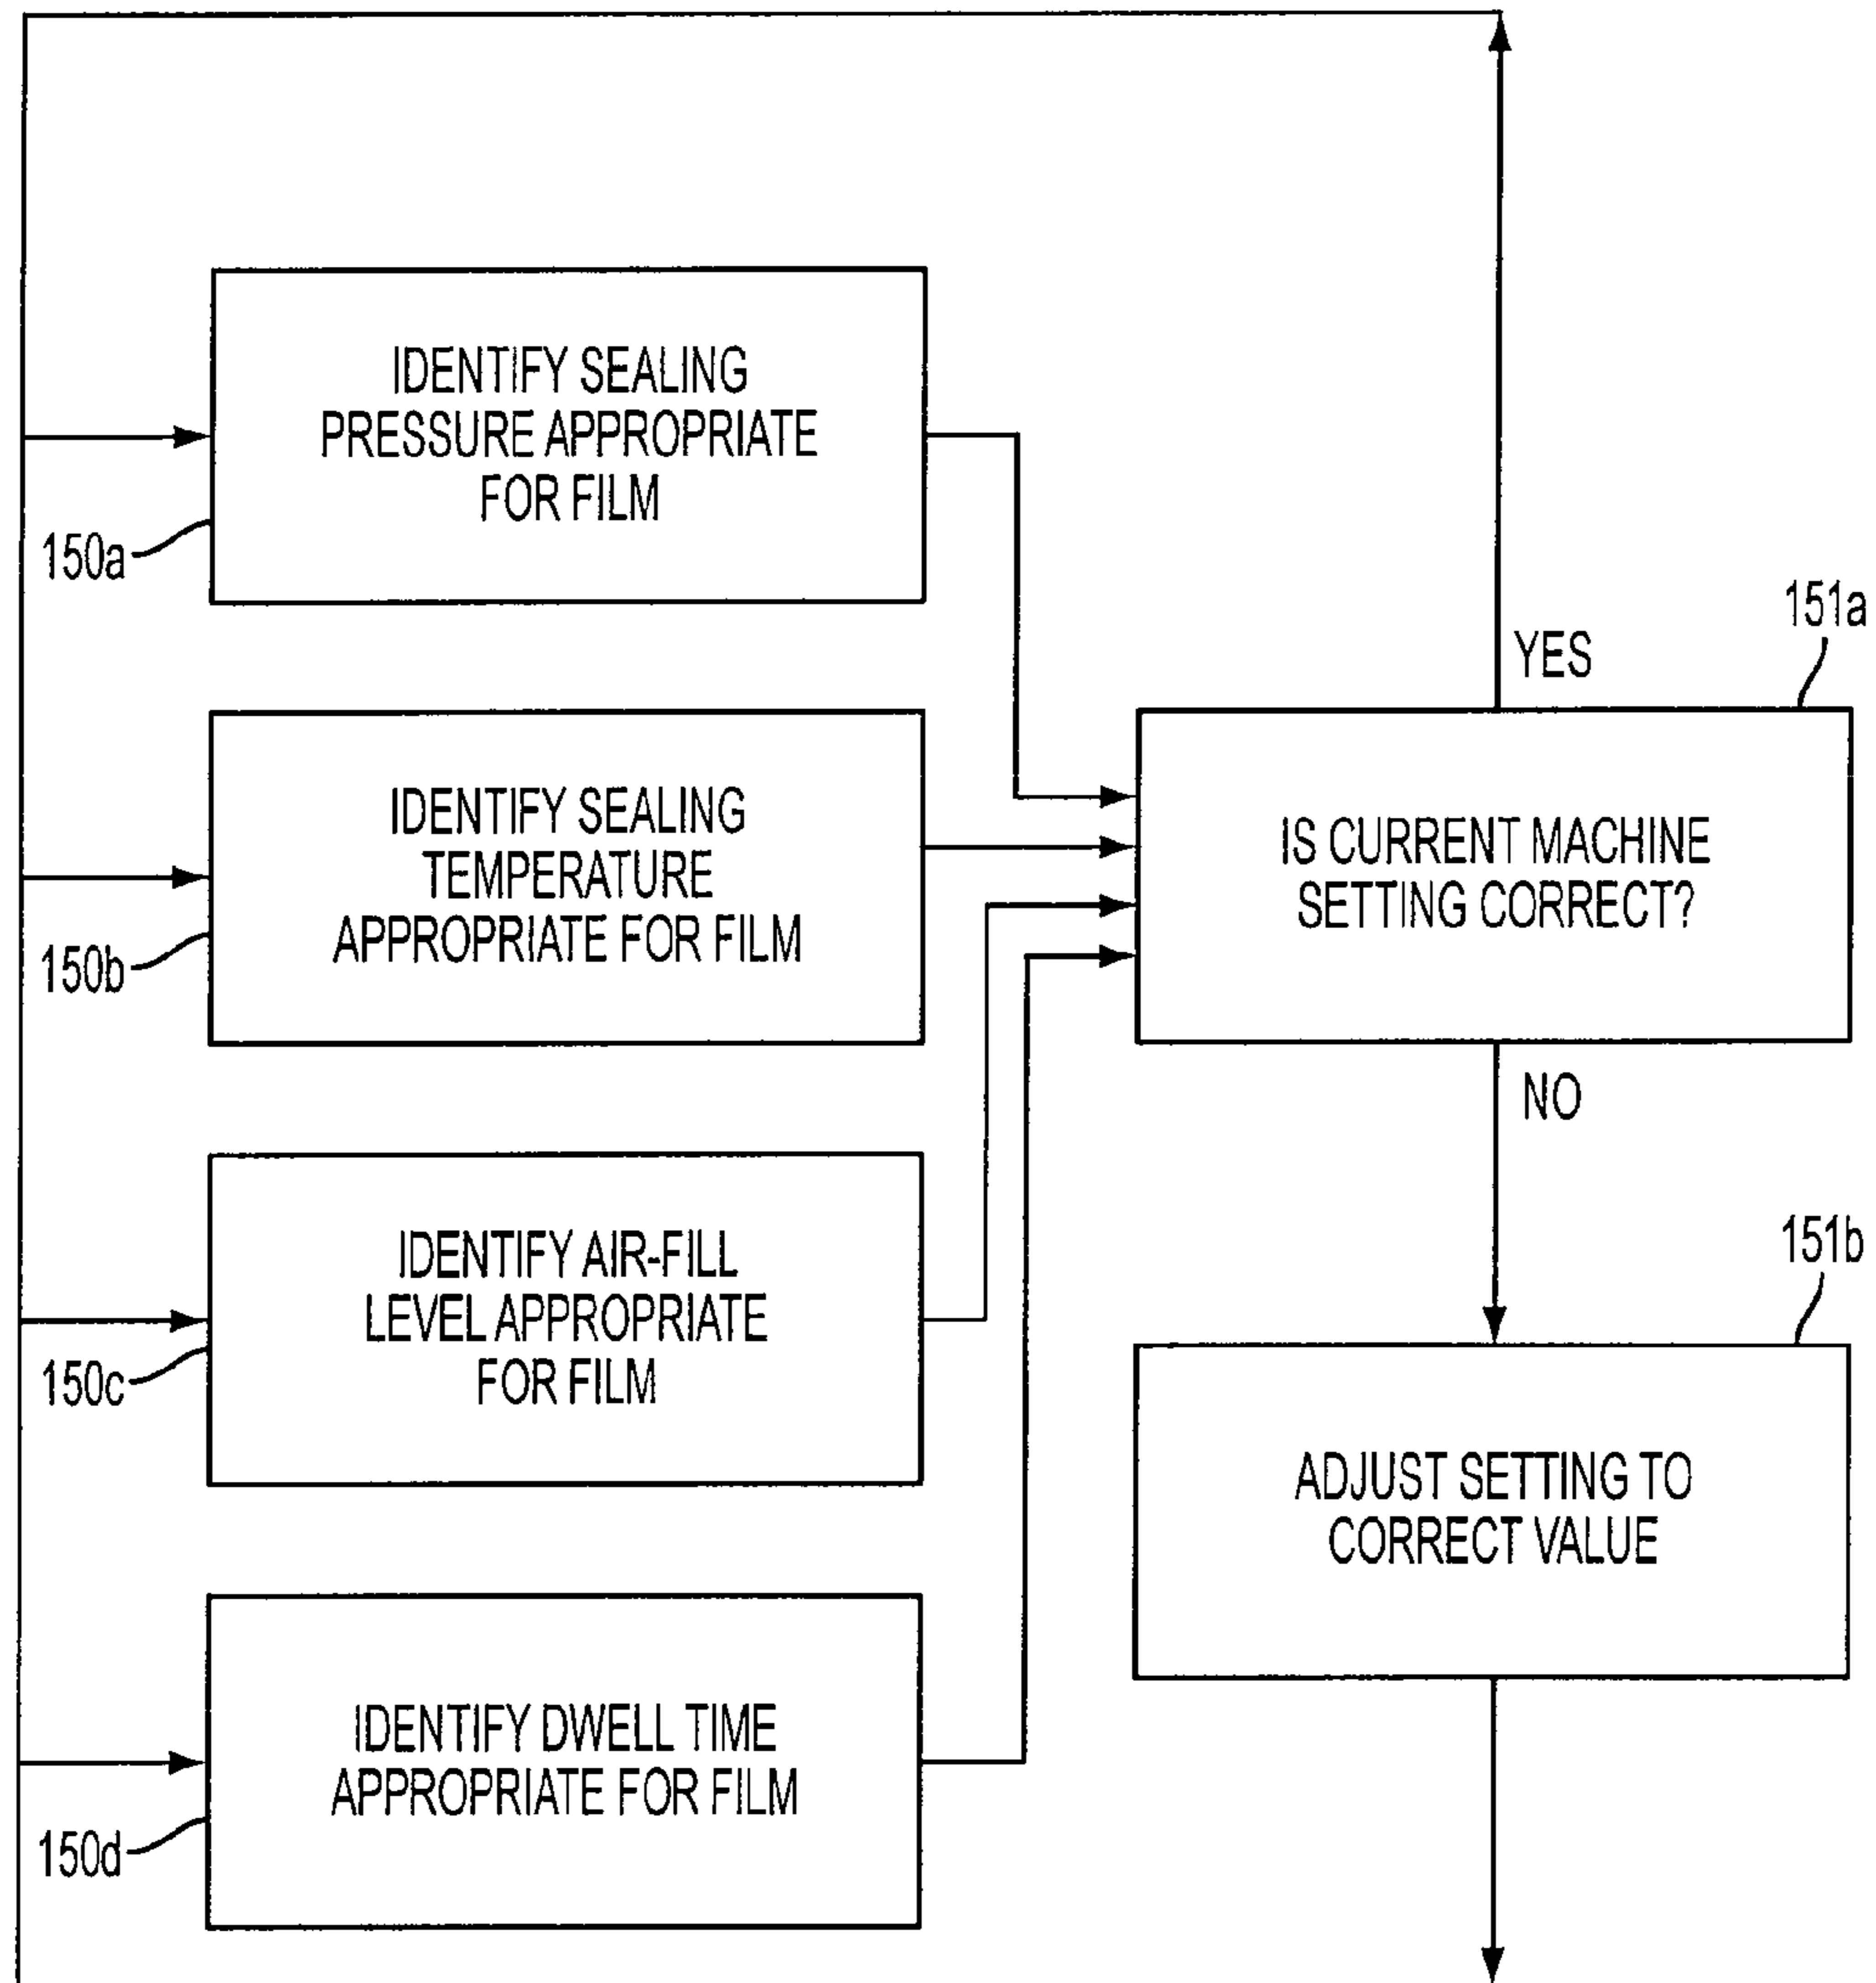 IDENTIFY SEALING
PRESSURE APPROPRIATE
FOR FILM
150a
151a
YES
IDENTIFY SEALING
TEMPERATURE
APPROPRIATE FOR FILM
150b
IS CURRENT MACHINE
SETTING CORRECT?
NO
IDENTIFY AIR-FILL
LEVEL APPROPRIATE
FOR FILM
150c
151b
ADJUST SETTING TO
CORRECT VALUE
IDENTIFY DWELL TIME
APPROPRIATE FOR FILM
150d